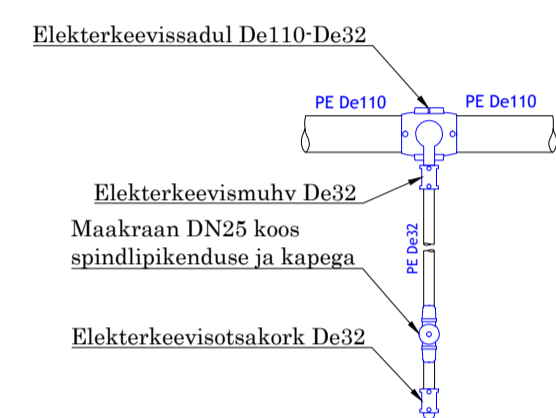 Elekterkeevissadul De110-De32
PE De110
PE De110
Elekterkeevismuhv De32
Maakraan DN25 koos
spindlipikenduse ja kapega
PE De32
Elekterkeevisotsakork De32